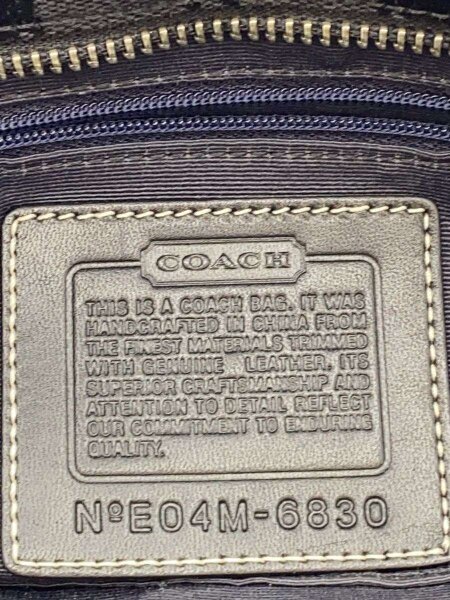 COACH
THIS IS A COACH BAG. IT WAS
HANDCRAFTED IN CHINA FROM
THE FINEST MATERIALS TRIMMED
WITH GENUINE LEATHER. ITS
SUPERIOR CRAFTSMANSHIP AND
ATTENTION TO DETAIL REFLECT
OUR COMMITMENT TO ENDURING
QUALITY.
NºE04M-6830